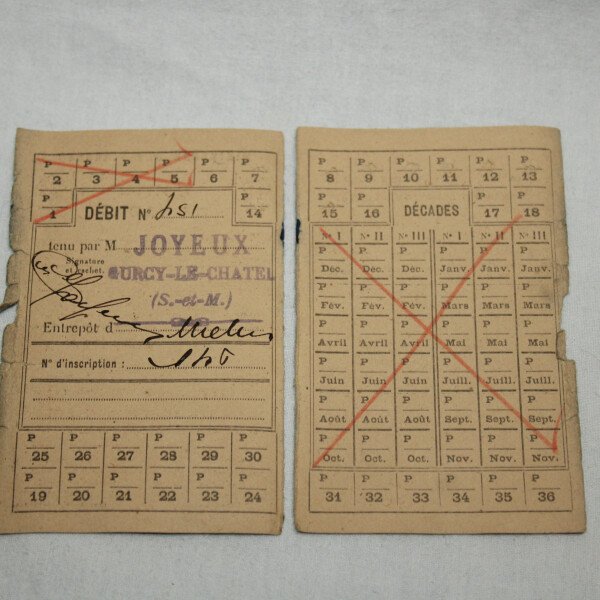 P P P P P P
2 3 4 5 6 7
P P
1 DÉBIT N° 151 14
tenu par M JOYEUX
Signature
et cachet. GURCY-LE-CHATEL
(S.-et-M.)
Joyeux
Entrepôt d Melun
N° d'inscription :
P P P P P P
25 26 27 28 29 30
P P P P P P
19 20 21 22 23 24
P P P P P P
8 9 10 11 12 13
P P P P
15 16 DÉCADES 17 18
N° I N° II N° III N° I N° II N° III
P P P P P P
Déc. Déc. Déc. Janv. Janv. Janv.
P P P P P P
Fév. Fév. Fév. Mars Mars Mars
P P P P P P
Avril Avril Avril Mai Mai Mai
P P P P P P
Juin Juin Juin Juill. Juill. Juill.
P P P P P P
Août Août Août Sept. Sept. Sept.
P P P P P P
Oct. Oct. Oct. Nov. Nov. Nov.
P P P P P P
31 32 33 34 35 36